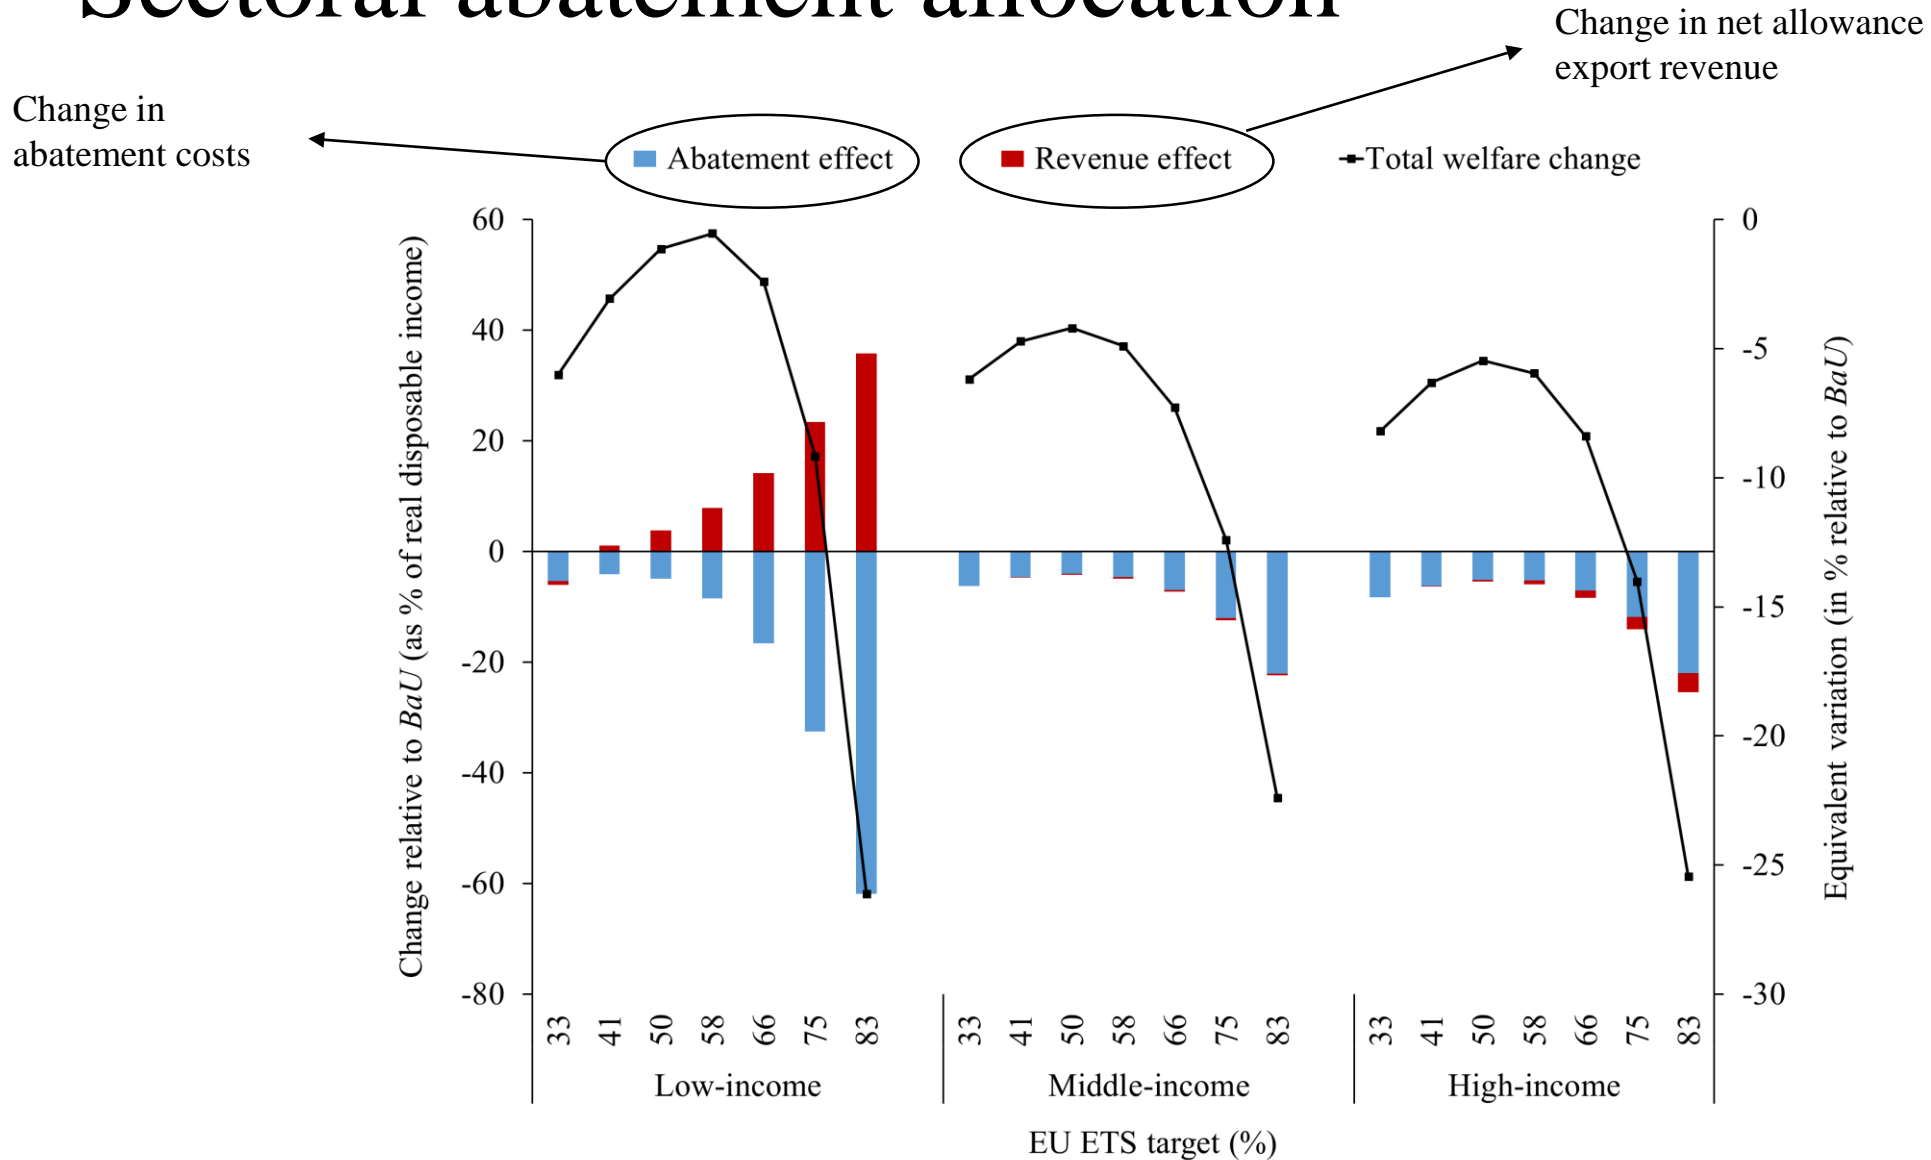 Sectoral abatement allocation
Change in net allowance
export revenue
Change in
abatement costs
Abatement effect
Revenue effect
Total welfare change
60
40
20
0
-20
-40
-60
-80
Change relative to BaU (as % of real disposable income)
0
-5
-10
-15
-20
-25
-30
Equivalent variation (in % relative to BaU)
33 41 50 58 66 75 83 33 41 50 58 66 75 83 33 41 50 58 66 75 83
Low-income Middle-income High-income
EU ETS target (%)